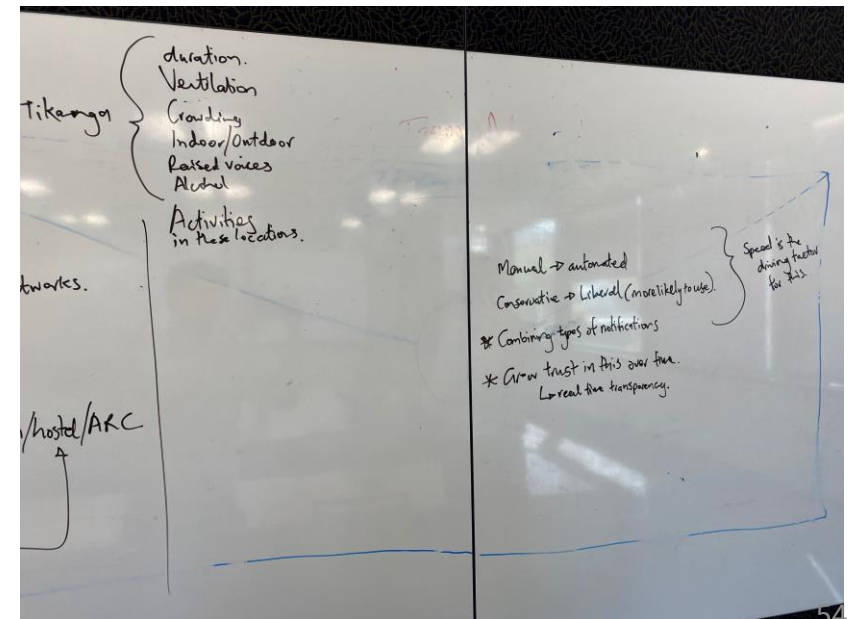 Tikanga
duration.
Ventilation
Crowding
Indoor/Outdoor
Raised voices
Alcohol
Activities
in these locations.
tworks.
/hostel/ARC
Manual → automated
Conservative → Liberal (more likely to use).
* Combining types of notifications
* Grow trust in this over time.
↳ real time transparency.
Speed is the
driving factor
for this.
54